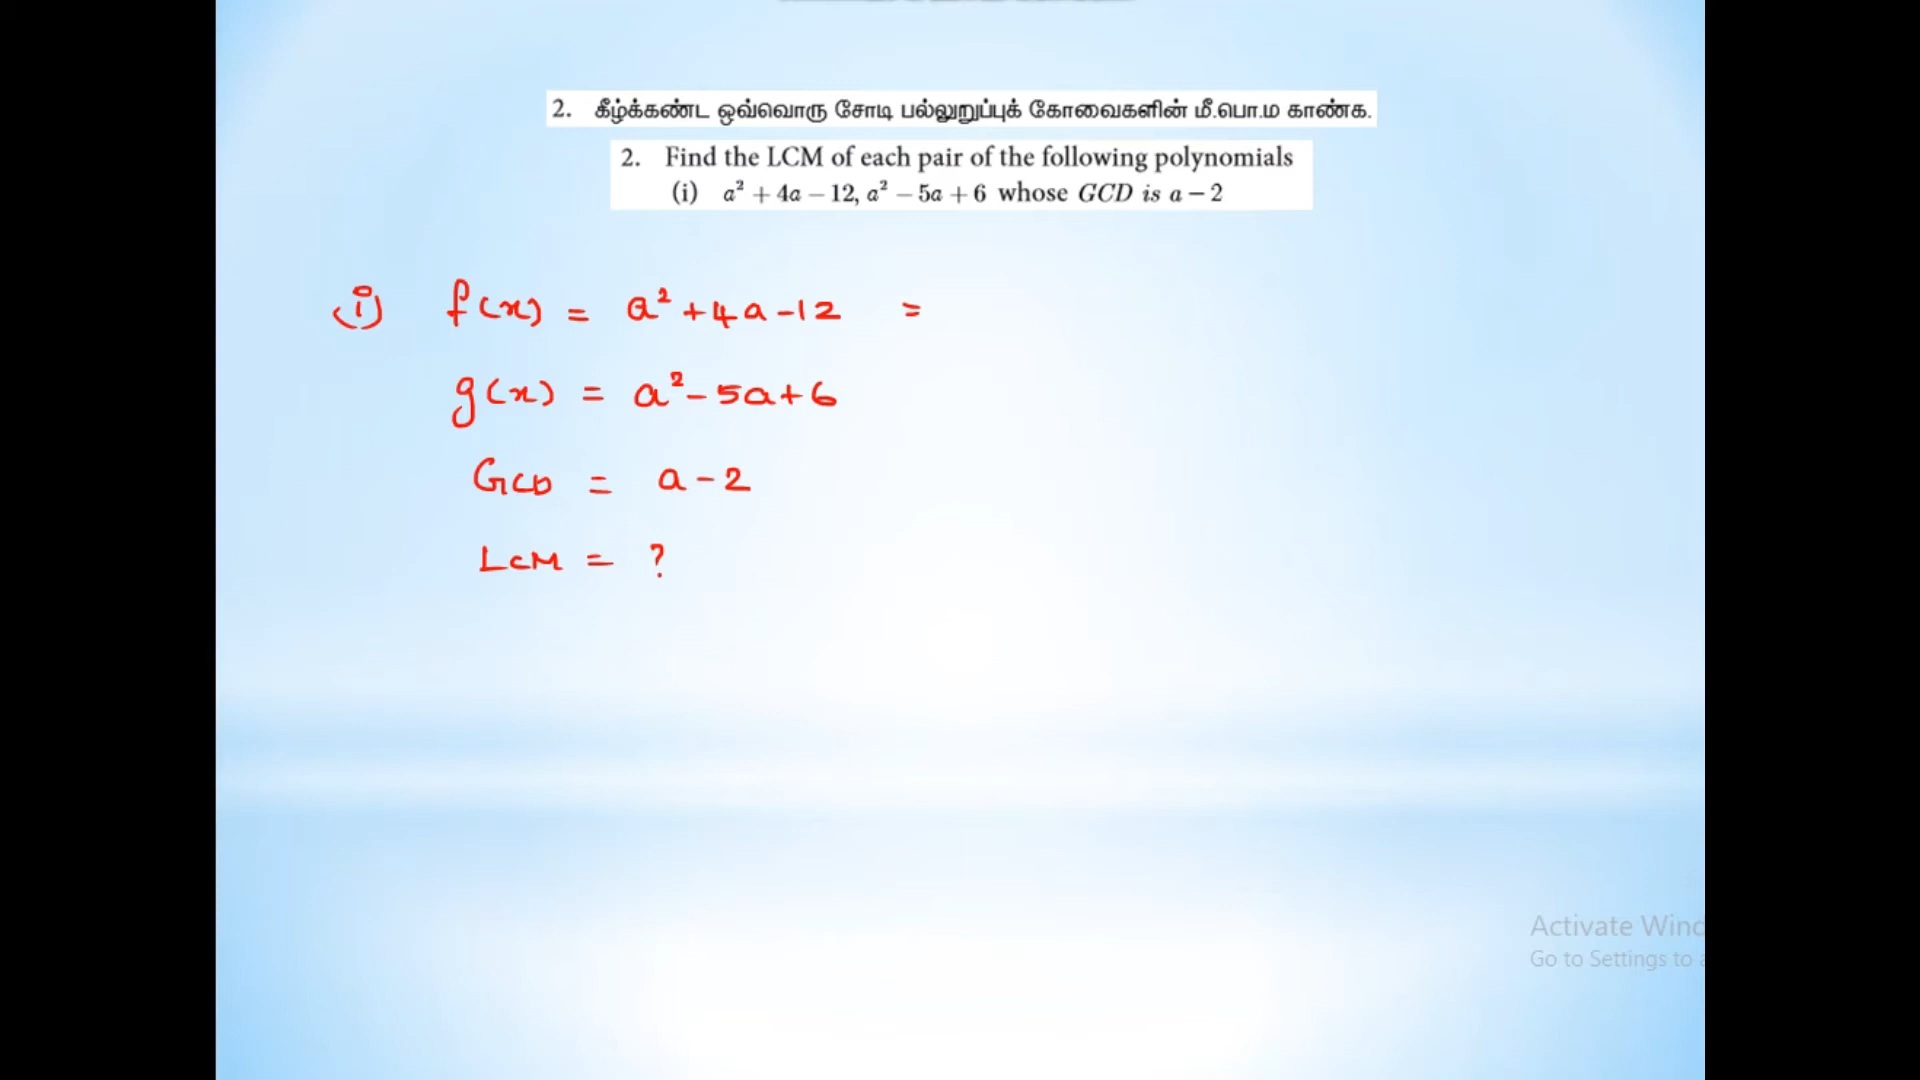 2. கீழ்க்கண்ட ஒவ்வொரு சோடி பல்லுறுப்புக் கோவைகளின் மீ.பொ.ம காண்க.
2. Find the LCM of each pair of the following polynomials
(i) a² + 4a – 12, a² – 5a + 6 whose GCD is a – 2
(i) f(x) = a² + 4a - 12 =
g(x) = a² - 5a + 6
GCD = a - 2
LCM = ?
Activate Winc
Go to Settings to a